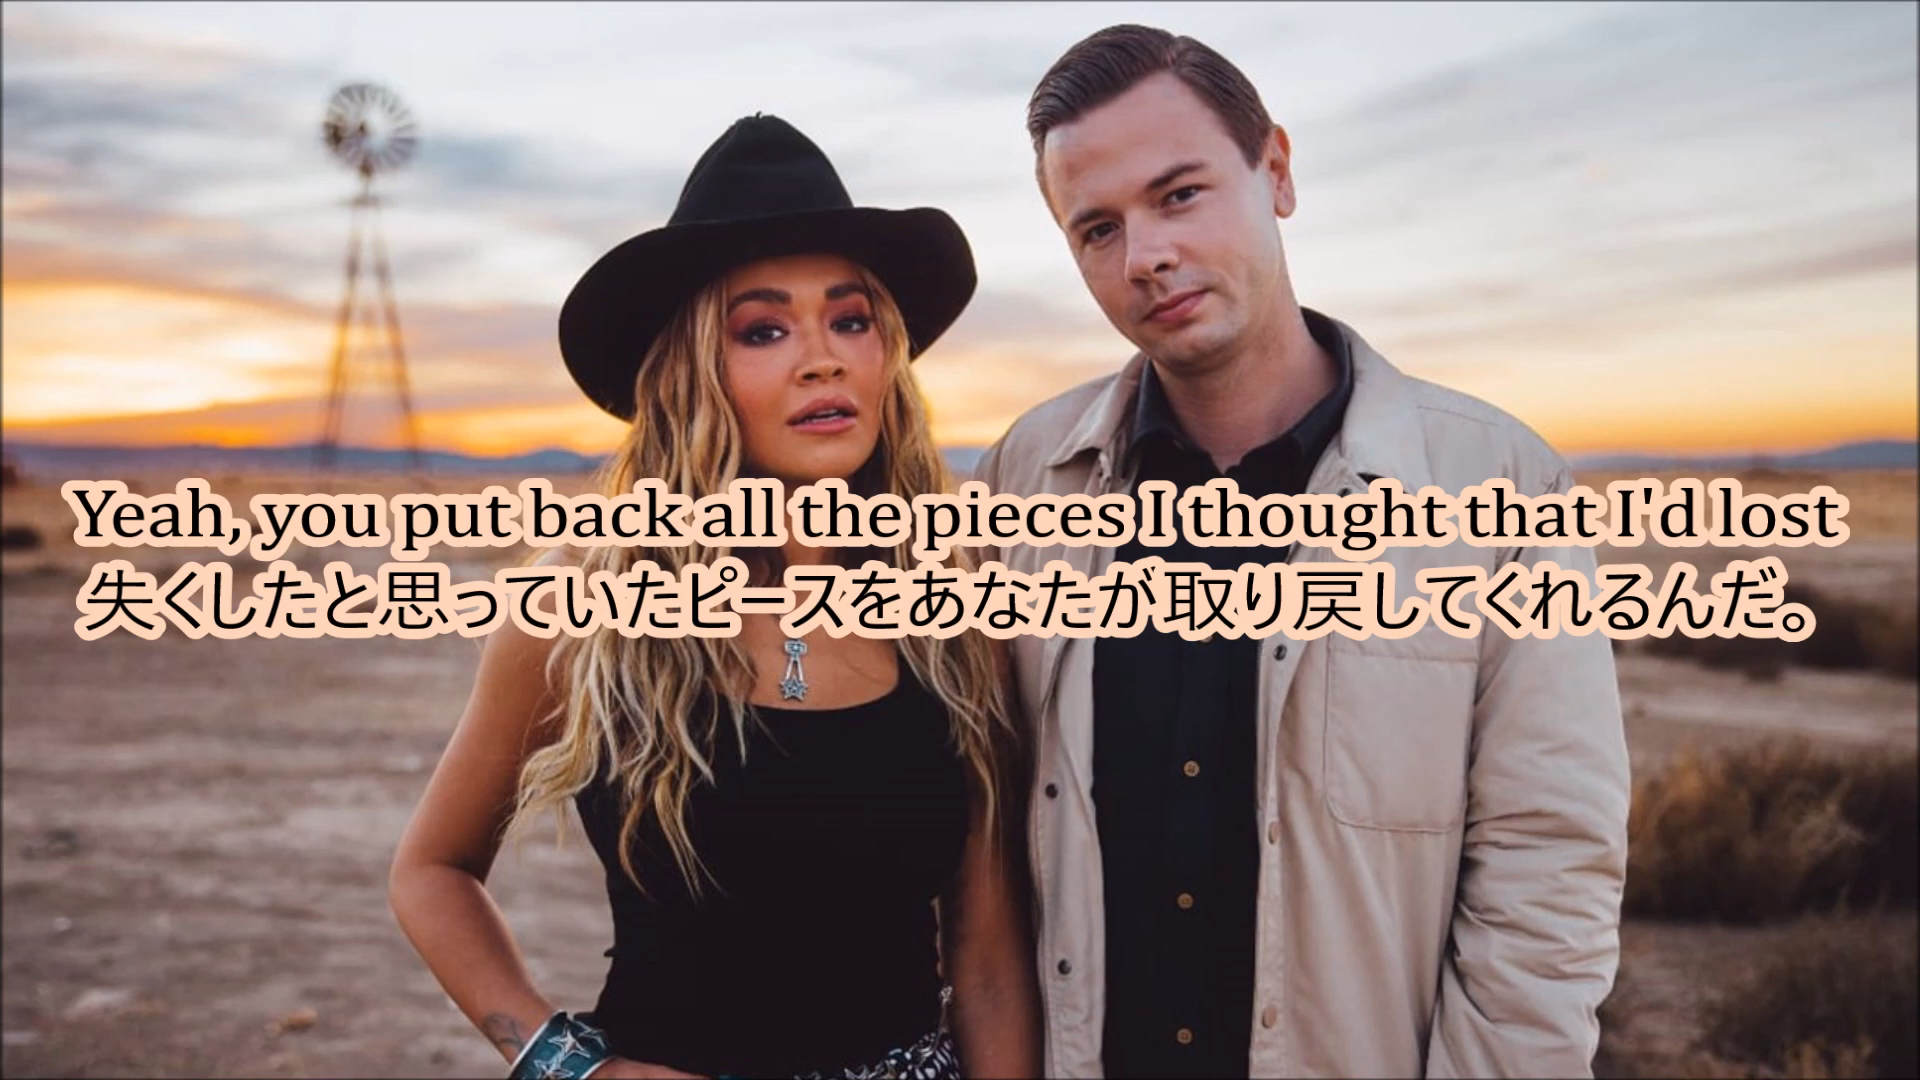 Yeah, you put back all the pieces I thought that I'd lost
失くしたと思っていたピースをあなたが取り戻してくれるんだ。